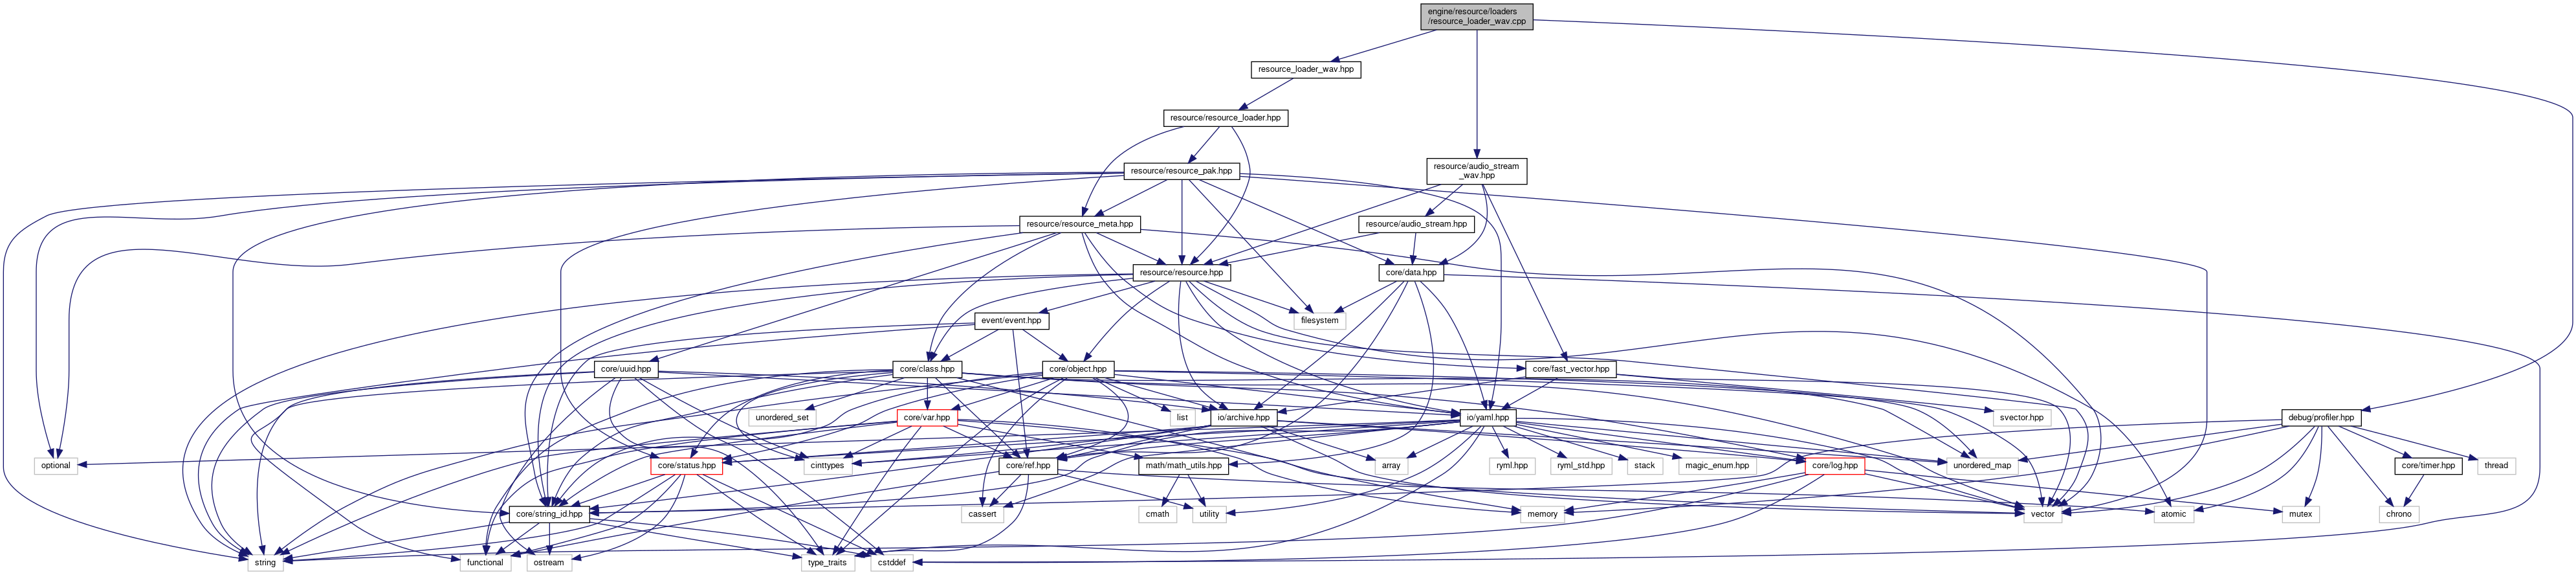 engine/resource/loaders
/resource_loader_wav.cpp
resource_loader_wav.hpp
resource/resource_loader.hpp
resource/resource_pak.hpp
resource/audio_stream
_wav.hpp
resource/resource_meta.hpp
resource/audio_stream.hpp
resource/resource.hpp
core/data.hpp
event/event.hpp
filesystem
core/uuid.hpp
core/class.hpp
core/object.hpp
core/fast_vector.hpp
unordered_set
core/var.hpp
list
io/archive.hpp
io/yaml.hpp
svector.hpp
debug/profiler.hpp
optional
core/status.hpp
cinttypes
core/ref.hpp
math/math_utils.hpp
array
ryml.hpp
ryml_std.hpp
stack
magic_enum.hpp
core/log.hpp
unordered_map
core/timer.hpp
thread
core/string_id.hpp
cassert
cmath
utility
memory
vector
atomic
mutex
chrono
string
functional
ostream
type_traits
cstddef